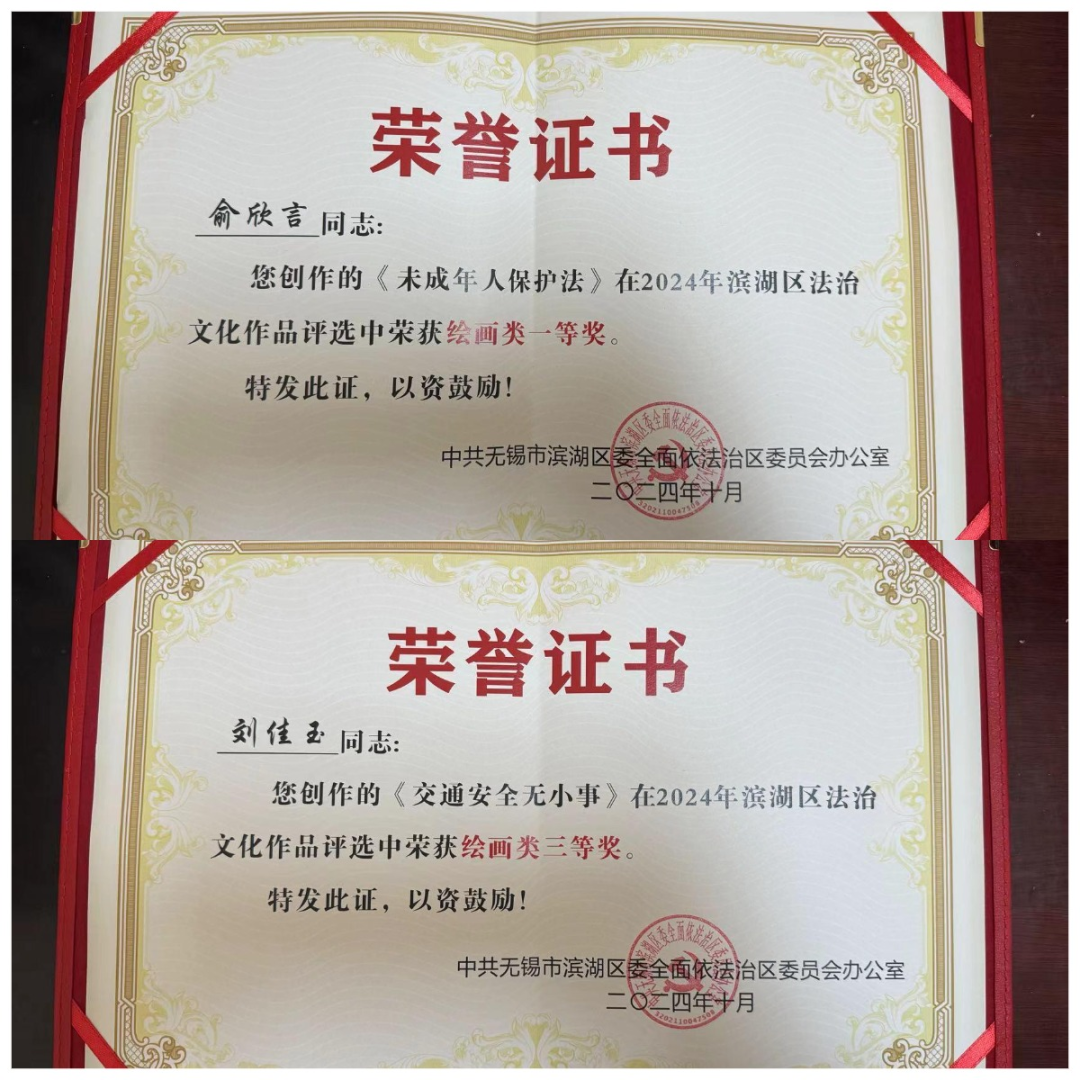 荣誉证书
俞欣言同志:
您创作的《未成年人保护法》在2024年滨湖区法治
文化作品评选中荣获绘画类一等奖。
特发此证，以资鼓励!
中共无锡市滨湖区委全面依法治区委员会办公室
二〇二四年十月
3202110047508
荣誉证书
刘佳玉同志:
您创作的《交通安全无小事》在2024年滨湖区法治
文化作品评选中荣获绘画类三等奖。
特发此证，以资鼓励!
中共无锡市滨湖区委全面依法治区委员会办公室
二〇二四年十月
3202110047508